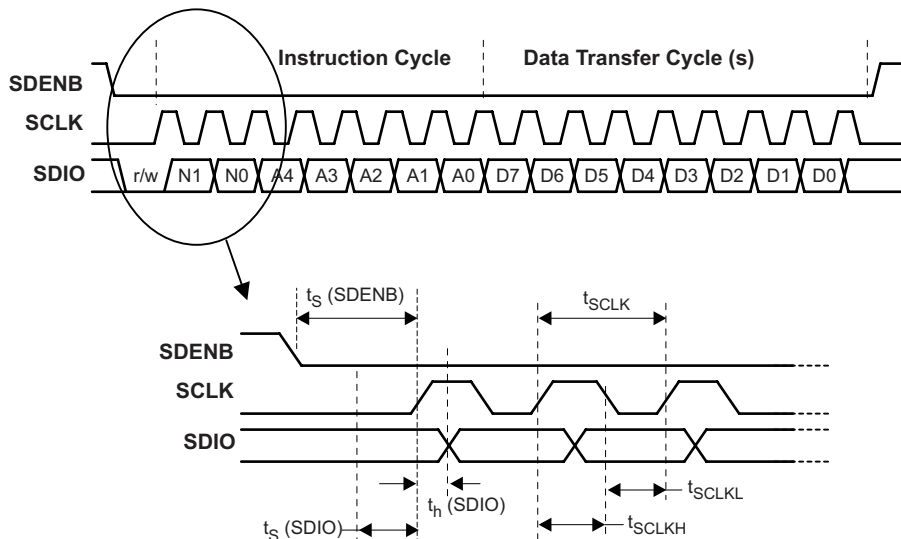 Instruction Cycle Data Transfer Cycle (s)
SDENB
SCLK
SDIO r/w N1 N0 A4 A3 A2 A1 A0 D7 D6 D5 D4 D3 D2 D1 D0
tS (SDENB) tSCLK
SDENB
SCLK
SDIO
th (SDIO) tSCLKL
tS (SDIO) tSCLKH